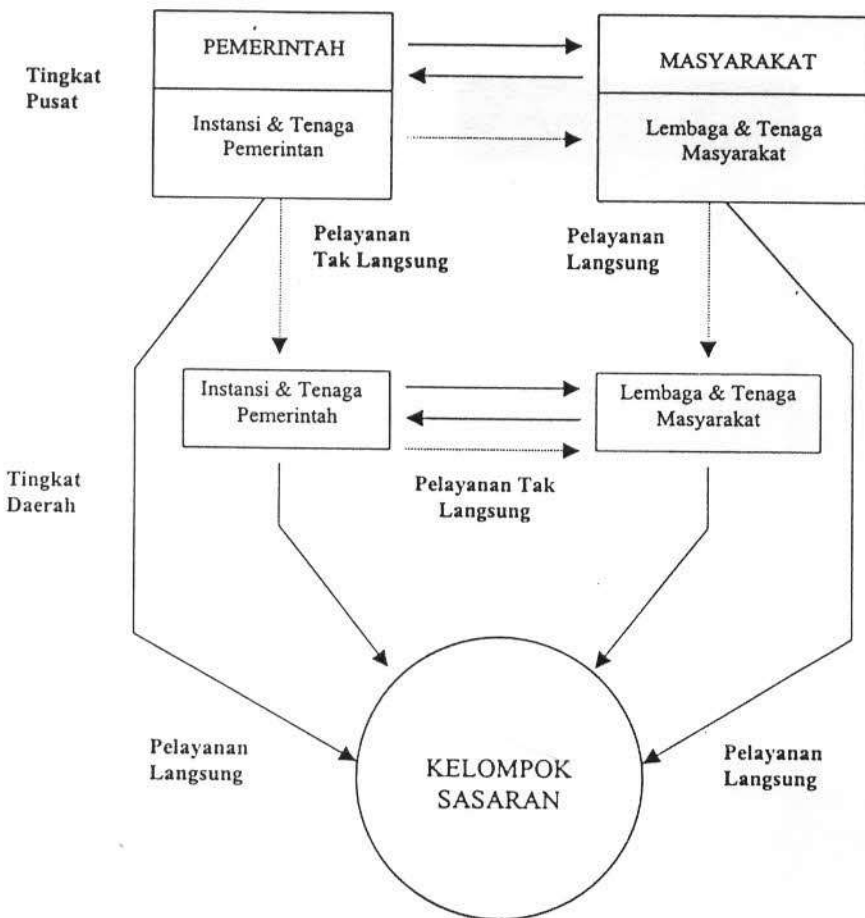 PEMERINTAH
MASYARAKAT
Tingkat
Pusat
Instansi & Tenaga
Pemerintan
Lembaga & Tenaga
Masyarakat
Pelayanan
Tak Langsung
Pelayanan
Langsung
Instansi & Tenaga
Pemerintah
Lembaga & Tenaga
Masyarakat
Tingkat
Daerah
Pelayanan Tak
Langsung
Pelayanan
Langsung
KELOMPOK
SASARAN
Pelayanan
Langsung